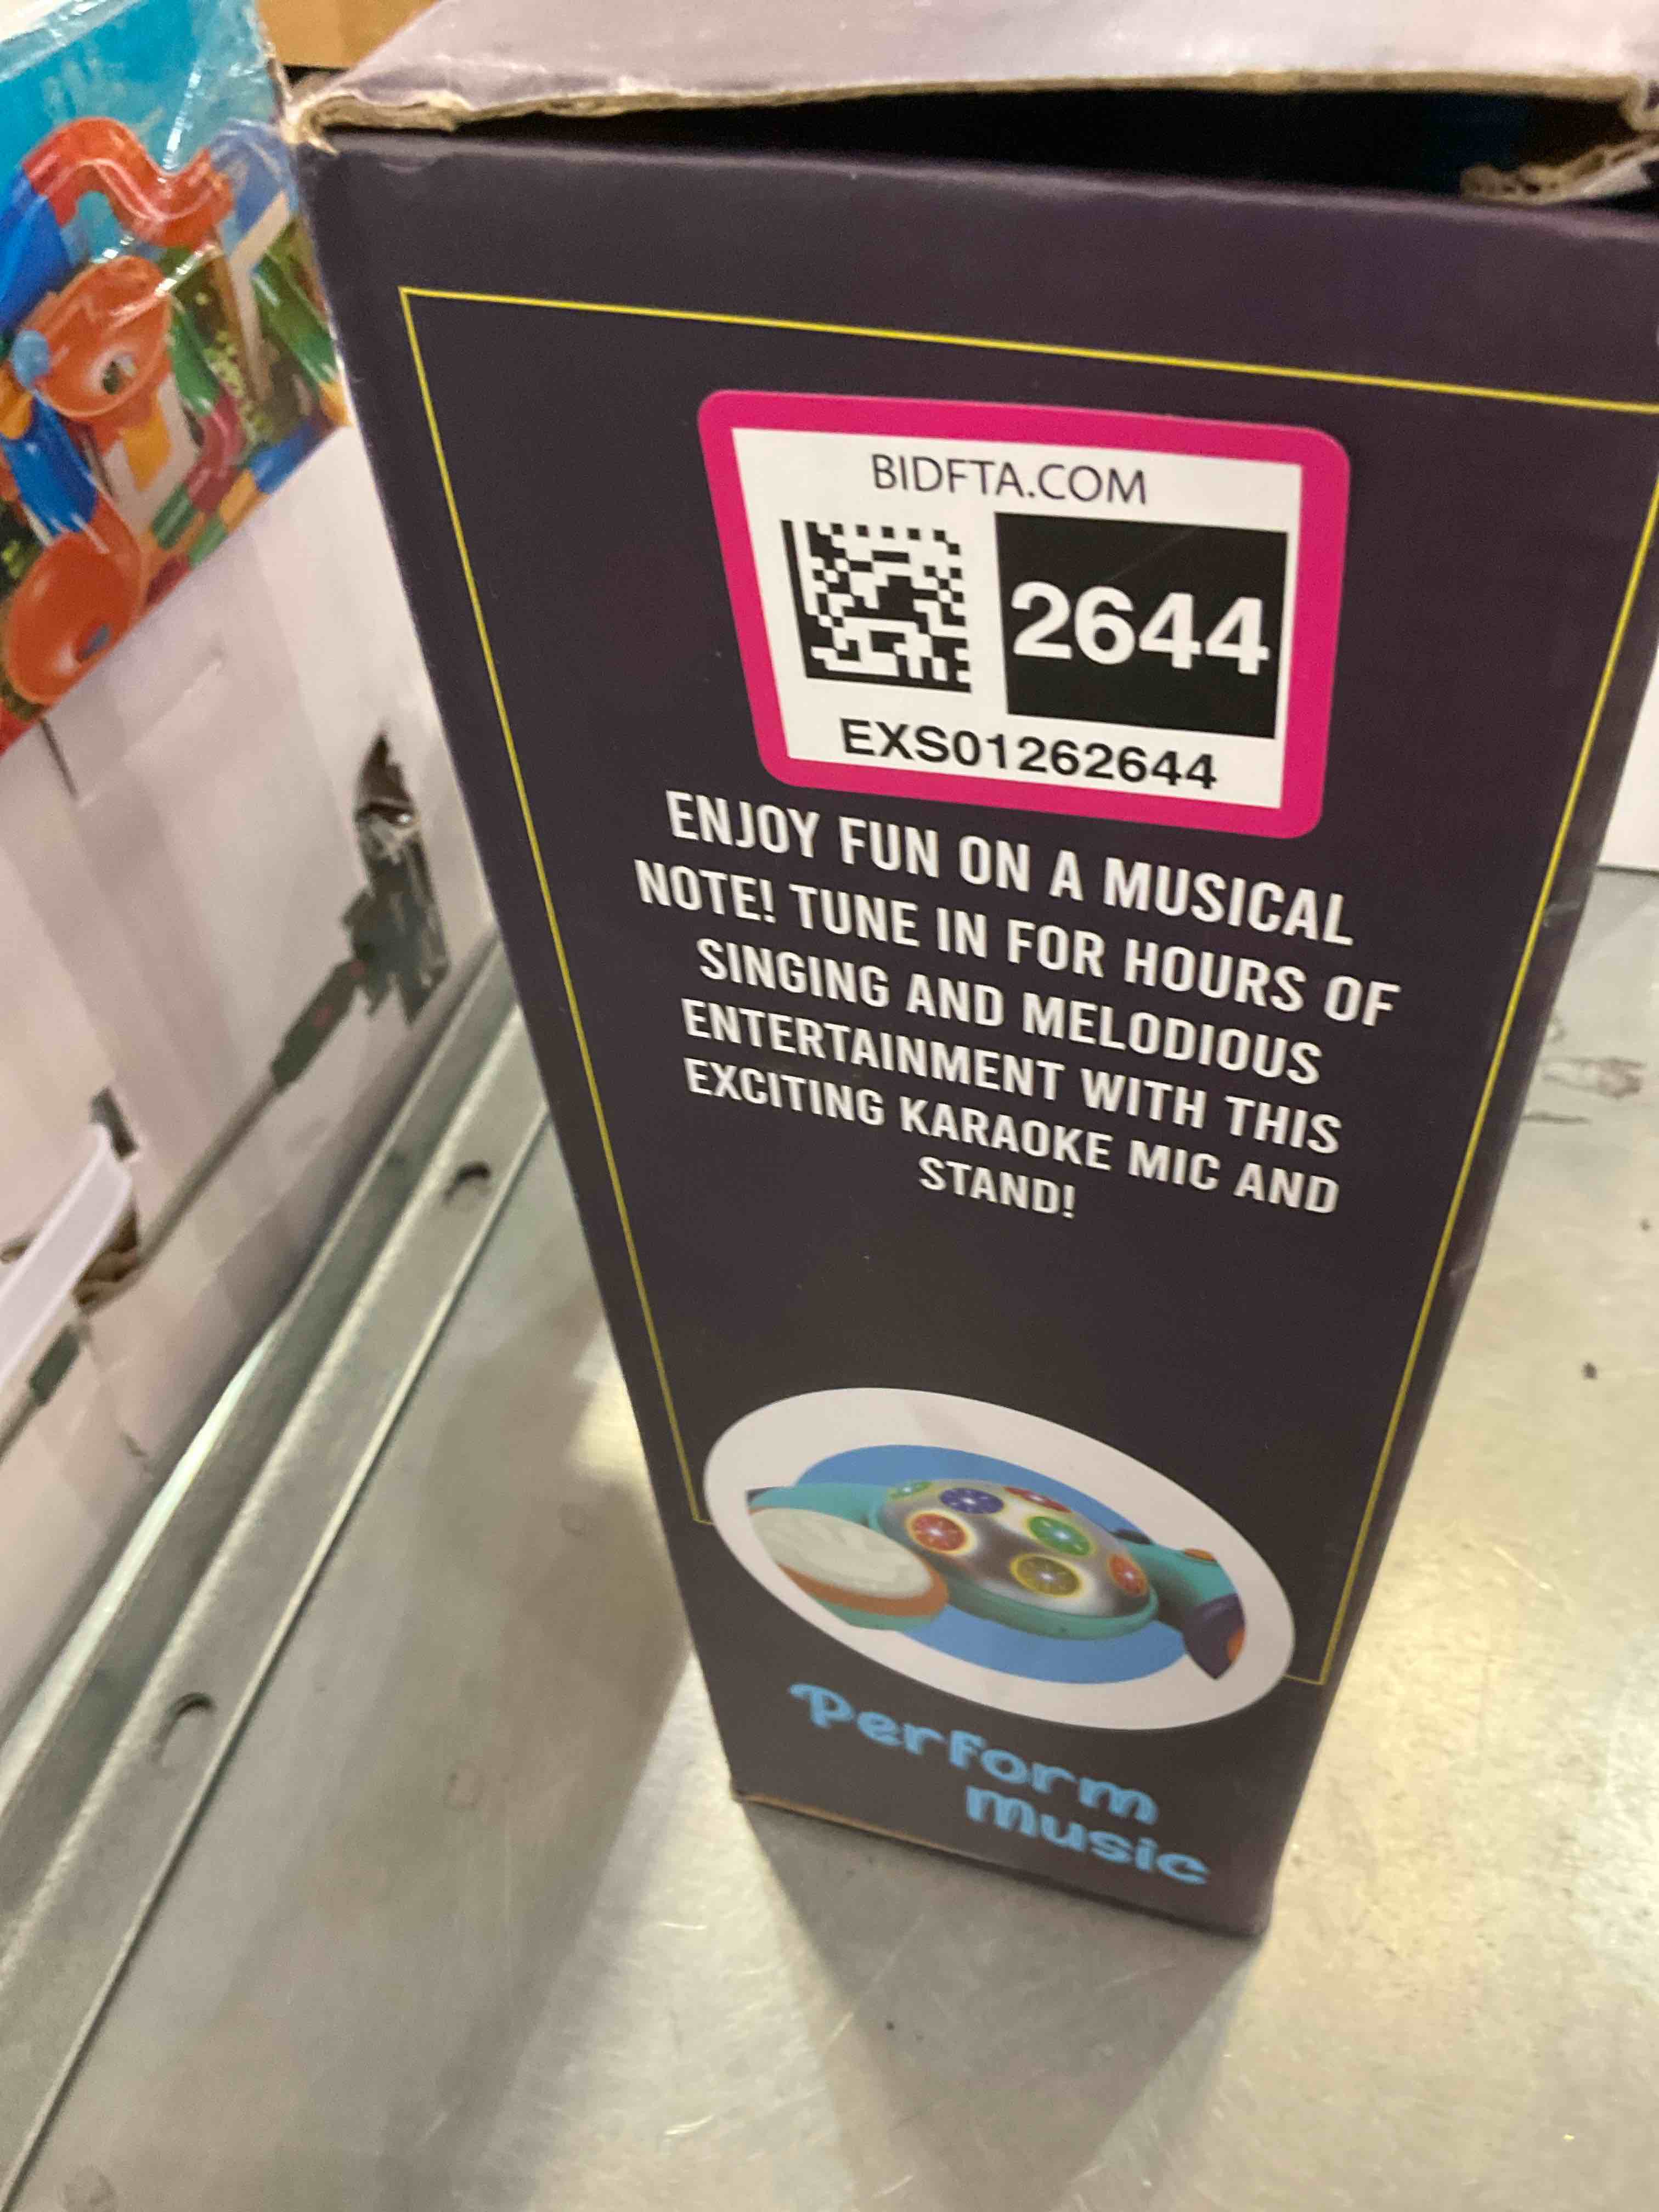 BIDFTA.COM
2644
EXS01262644
ENJOY FUN ON A MUSICAL
NOTE! TUNE IN FOR HOURS OF
SINGING AND MELODIOUS
ENTERTAINMENT WITH THIS
EXCITING KARAOKE MIC AND
STAND!
Perform
music